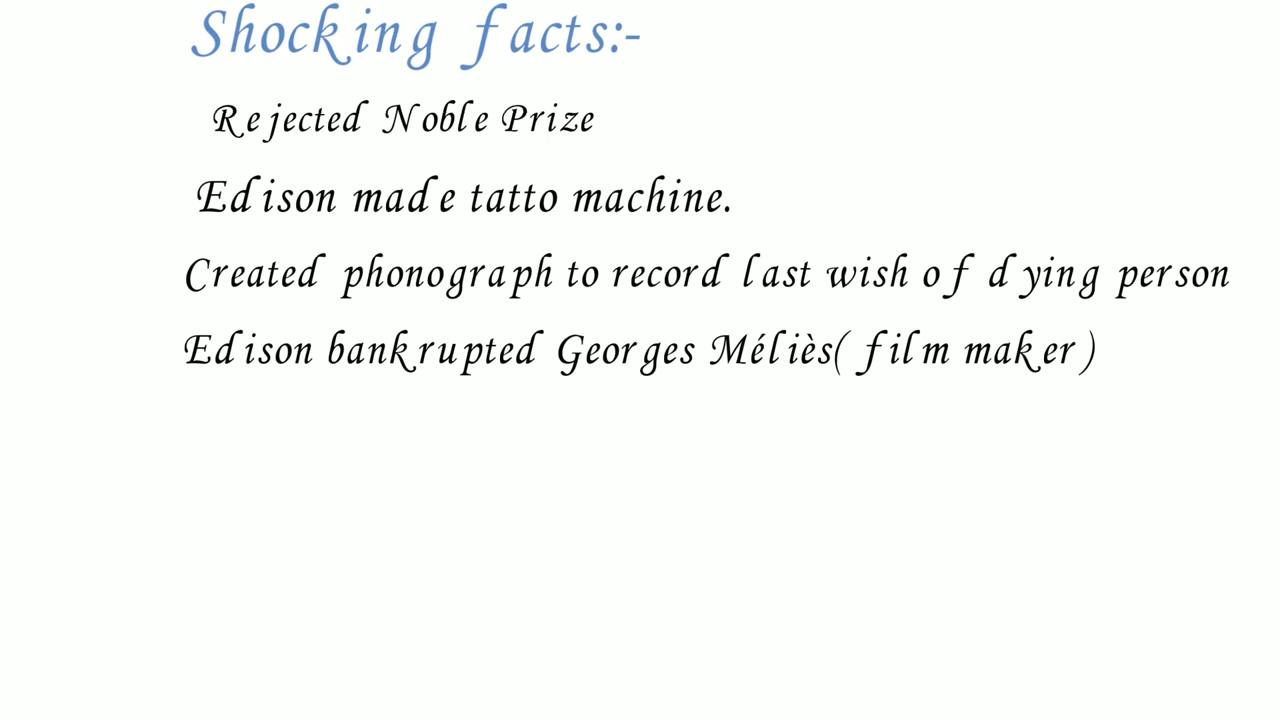 Shocking facts:-
Rejected Noble Prize
Edison made tatto machine.
Created phonograph to record last wish of dying person
Edison bankrupted Georges Méliès( film maker )